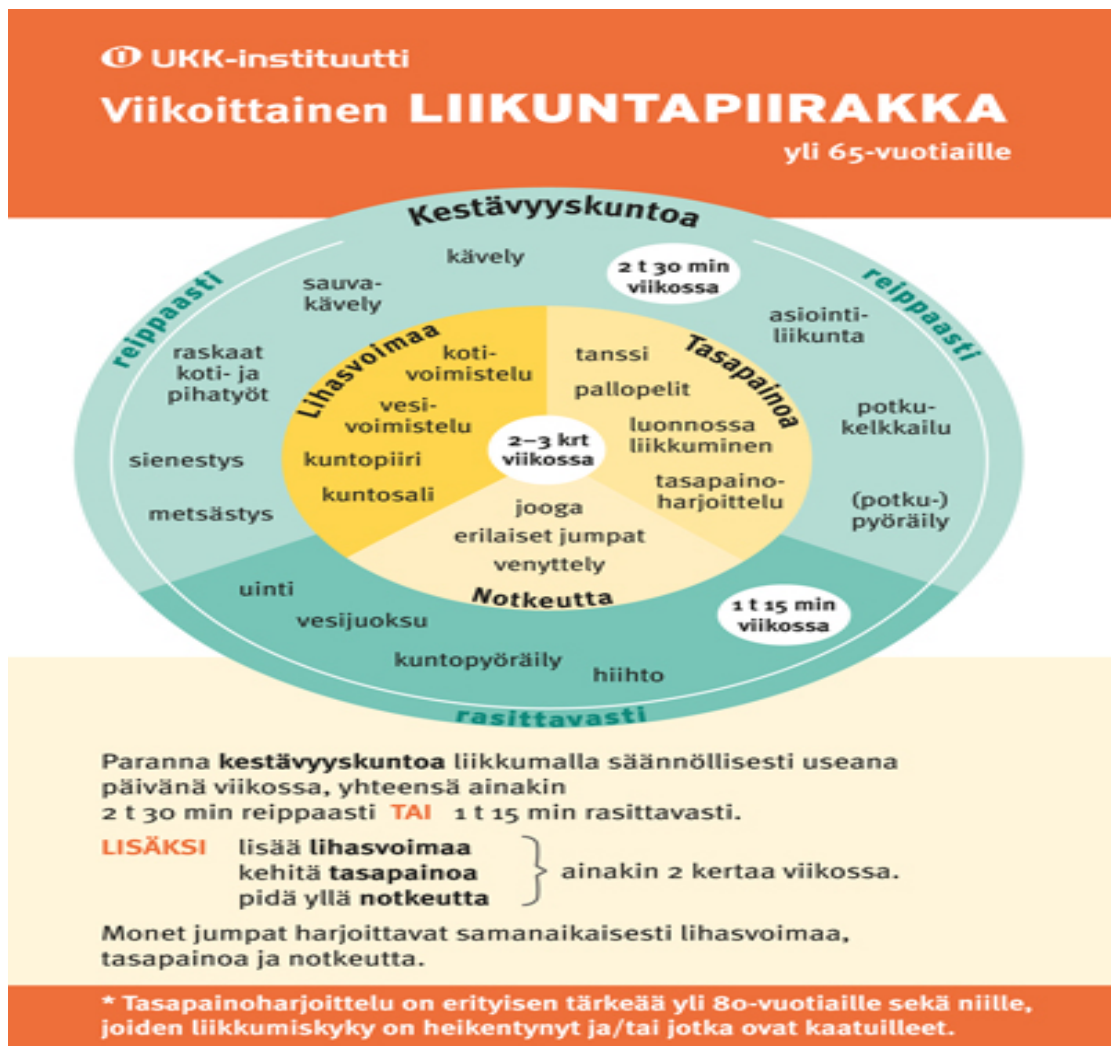 UKK-instituutti
Viikoittainen LIIKUNTAPIIRAKKA
yli 65-vuotiaille
Kestävyyskuntoa
reippaasti
reippaasti
kävely
2 t 30 min
viikossa
sauva-
kävely
asiointi-
liikunta
raskaat
koti- ja
pihatyöt
potku-
kelkkailu
sienestys
metsästys
(potku-)
pyöräily
Lihasvoimaa
koti-
voimistelu
vesi-
voimistelu
kuntopiiri
kuntosali
Tasapainoa
tanssi
pallopelit
luonnossa
liikkuminen
tasapaino-
harjoittelu
2–3 krt
viikossa
jooga
erilaiset jumpat
venyttely
Notkeutta
uinti
vesijuoksu
kuntopyöräily
hiihto
1 t 15 min
viikossa
rasittavasti
Paranna kestävyyskuntoa liikkumalla säännöllisesti useana
päivänä viikossa, yhteensä ainakin
2 t 30 min reippaasti TAI 1 t 15 min rasittavasti.
LISÄKSI lisää lihasvoimaa
kehitä tasapainoa
pidä yllä notkeutta
ainakin 2 kertaa viikossa.
Monet jumpat harjoittavat samanaikaisesti lihasvoimaa,
tasapainoa ja notkeutta.
* Tasapainoharjoittelu on erityisen tärkeää yli 80-vuotiaille sekä niille,
joiden liikkumiskyky on heikentynyt ja/tai jotka ovat kaatuilleet.